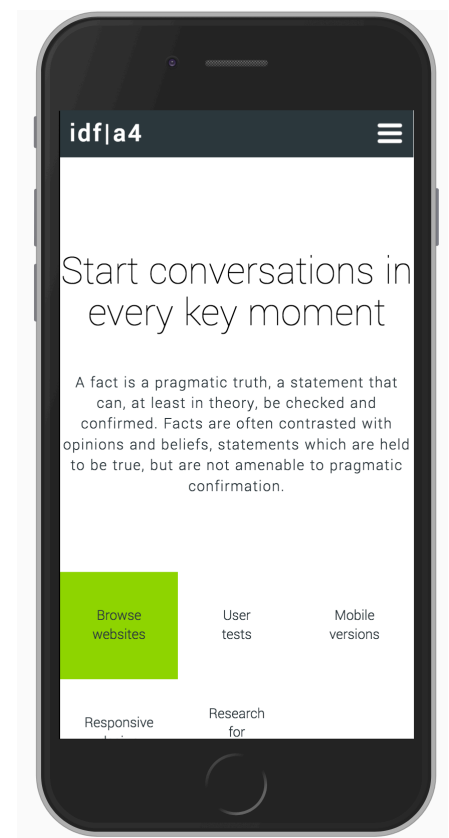 idf|a4
Start conversations in
every key moment
A fact is a pragmatic truth, a statement that
can, at least in theory, be checked and
confirmed. Facts are often contrasted with
opinions and beliefs, statements which are held
to be true, but are not amenable to pragmatic
confirmation.
Browse
websites
User
tests
Mobile
versions
Responsive
Research
for